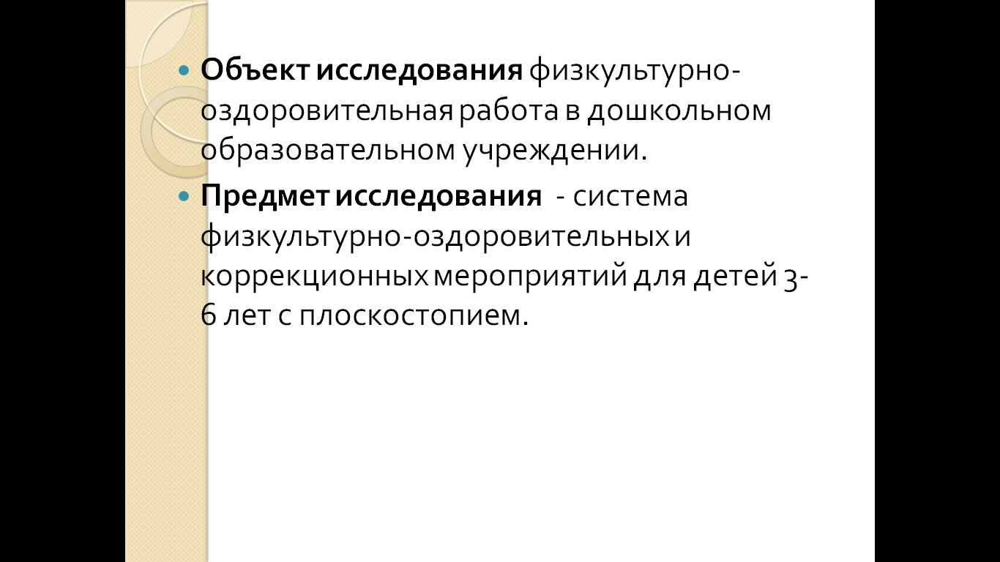 • Объект исследования физкультурно-
оздоровительная работа в дошкольном
образовательном учреждении.
• Предмет исследования - система
физкультурно-оздоровительных и
коррекционных мероприятий для детей 3-
6 лет с плоскостопием.